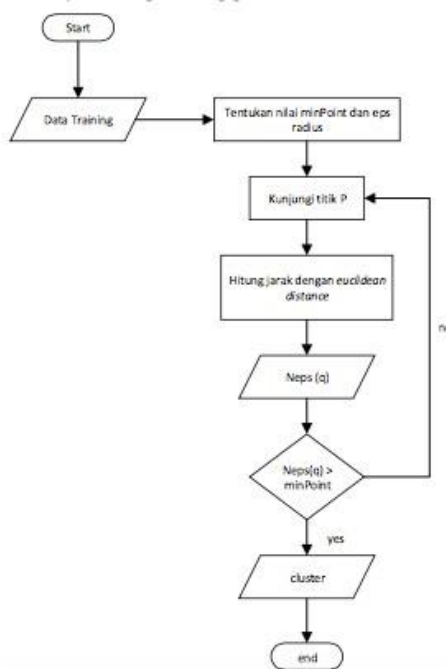 Start
Data Training
Tentukan nilai minPoint dan eps
radius
Kunjungi titik P
Hitung jarak dengan euclidean
distance
Neps (q)
Neps(q) >
minPoint
yes
cluster
end